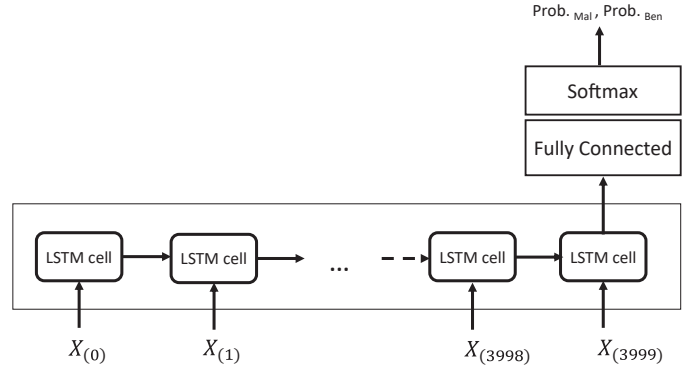 Prob. Mal , Prob. Ben
Softmax
Fully Connected
LSTM cell LSTM cell ... LSTM cell LSTM cell
X(0) X(1) X(3998) X(3999)